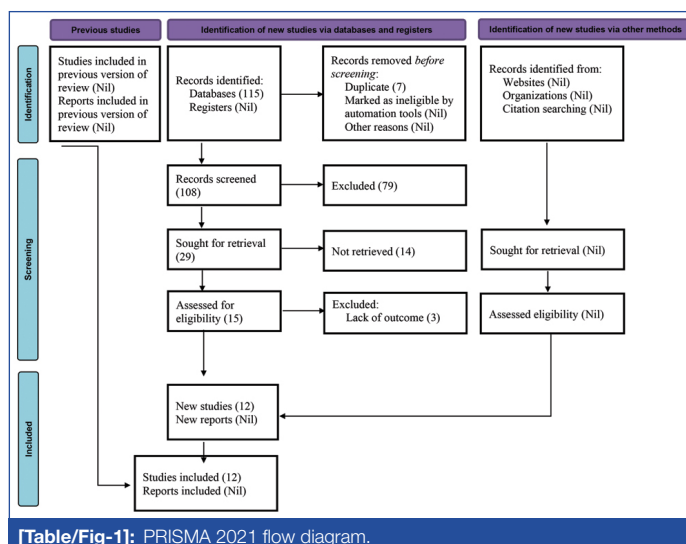 Previous studies
Identification of new studies via databases and registers
Identification of new studies via other methods
Identification
Studies included in
previous version of
review (Nil)
Reports included in
previous version of
review (Nil)
Records identified:
Databases (115)
Registers (Nil)
Records removed before
screening:
Duplicate (7)
Marked as ineligible by
automation tools (Nil)
Other reasons (Nil)
Records identified from:
Websites (Nil)
Organizations (Nil)
Citation searching (Nil)
Screening
Records screened
(108)
Excluded (79)
Sought for retrieval
(29)
Not retrieved (14)
Sought for retrieval (Nil)
Assessed for
eligibility (15)
Excluded:
Lack of outcome (3)
Assessed eligibility (Nil)
Included
New studies (12)
New reports (Nil)
Studies included (12)
Reports included (Nil)
[Table/Fig-1]: PRISMA 2021 flow diagram.